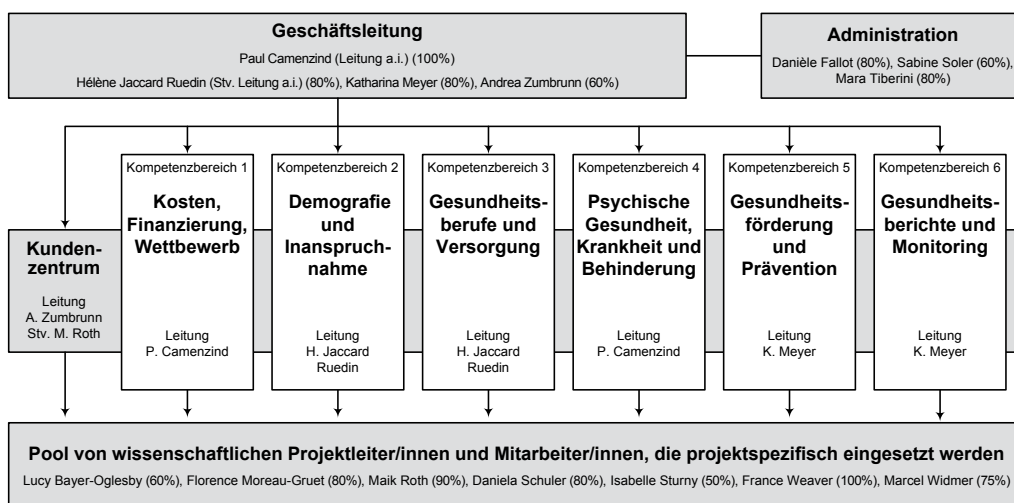 Geschäftsleitung
Paul Camenzind (Leitung a.i.) (100%)
Hélène Jaccard Ruedin (Stv. Leitung a.i.) (80%), Katharina Meyer (80%), Andrea Zumbrunn (60%)
Administration
Danièle Fallot (80%), Sabine Soler (60%),
Mara Tiberini (80%)
Kunden-
zentrum
Leitung
A. Zumbrunn
Stv. M. Roth
Kompetenzbereich 1
Kosten,
Finanzierung,
Wettbewerb
Leitung
P. Camenzind
Kompetenzbereich 2
Demografie
und
Inanspruch-
nahme
Leitung
H. Jaccard
Ruedin
Kompetenzbereich 3
Gesundheits-
berufe und
Versorgung
Leitung
H. Jaccard
Ruedin
Kompetenzbereich 4
Psychische
Gesundheit,
Krankheit und
Behinderung
Leitung
P. Camenzind
Kompetenzbereich 5
Gesundheits-
förderung
und
Prävention
Leitung
K. Meyer
Kompetenzbereich 6
Gesundheits-
berichte und
Monitoring
Leitung
K. Meyer
Pool von wissenschaftlichen Projektleiter/innen und Mitarbeiter/innen, die projektspezifisch eingesetzt werden
Lucy Bayer-Oglesby (60%), Florence Moreau-Gruet (80%), Maik Roth (90%), Daniela Schuler (80%), Isabelle Sturny (50%), France Weaver (100%), Marcel Widmer (75%)